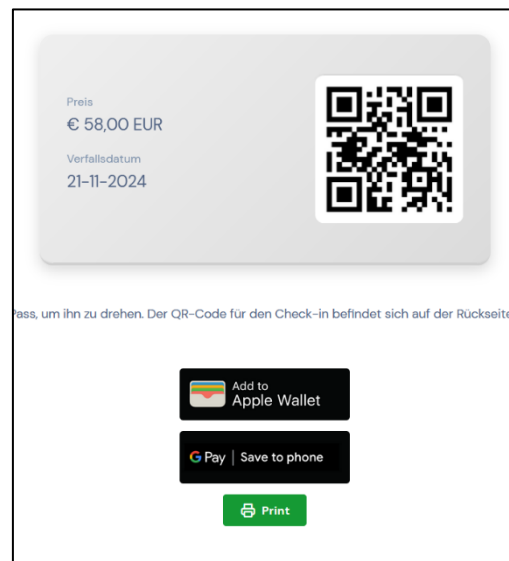 Preis
€ 58,00 EUR
Verfallsdatum
21-11-2024
Pass, um ihn zu drehen. Der QR-Code für den Check-in befindet sich auf der Rückseite
Add to
Apple Wallet
G Pay | Save to phone
Print